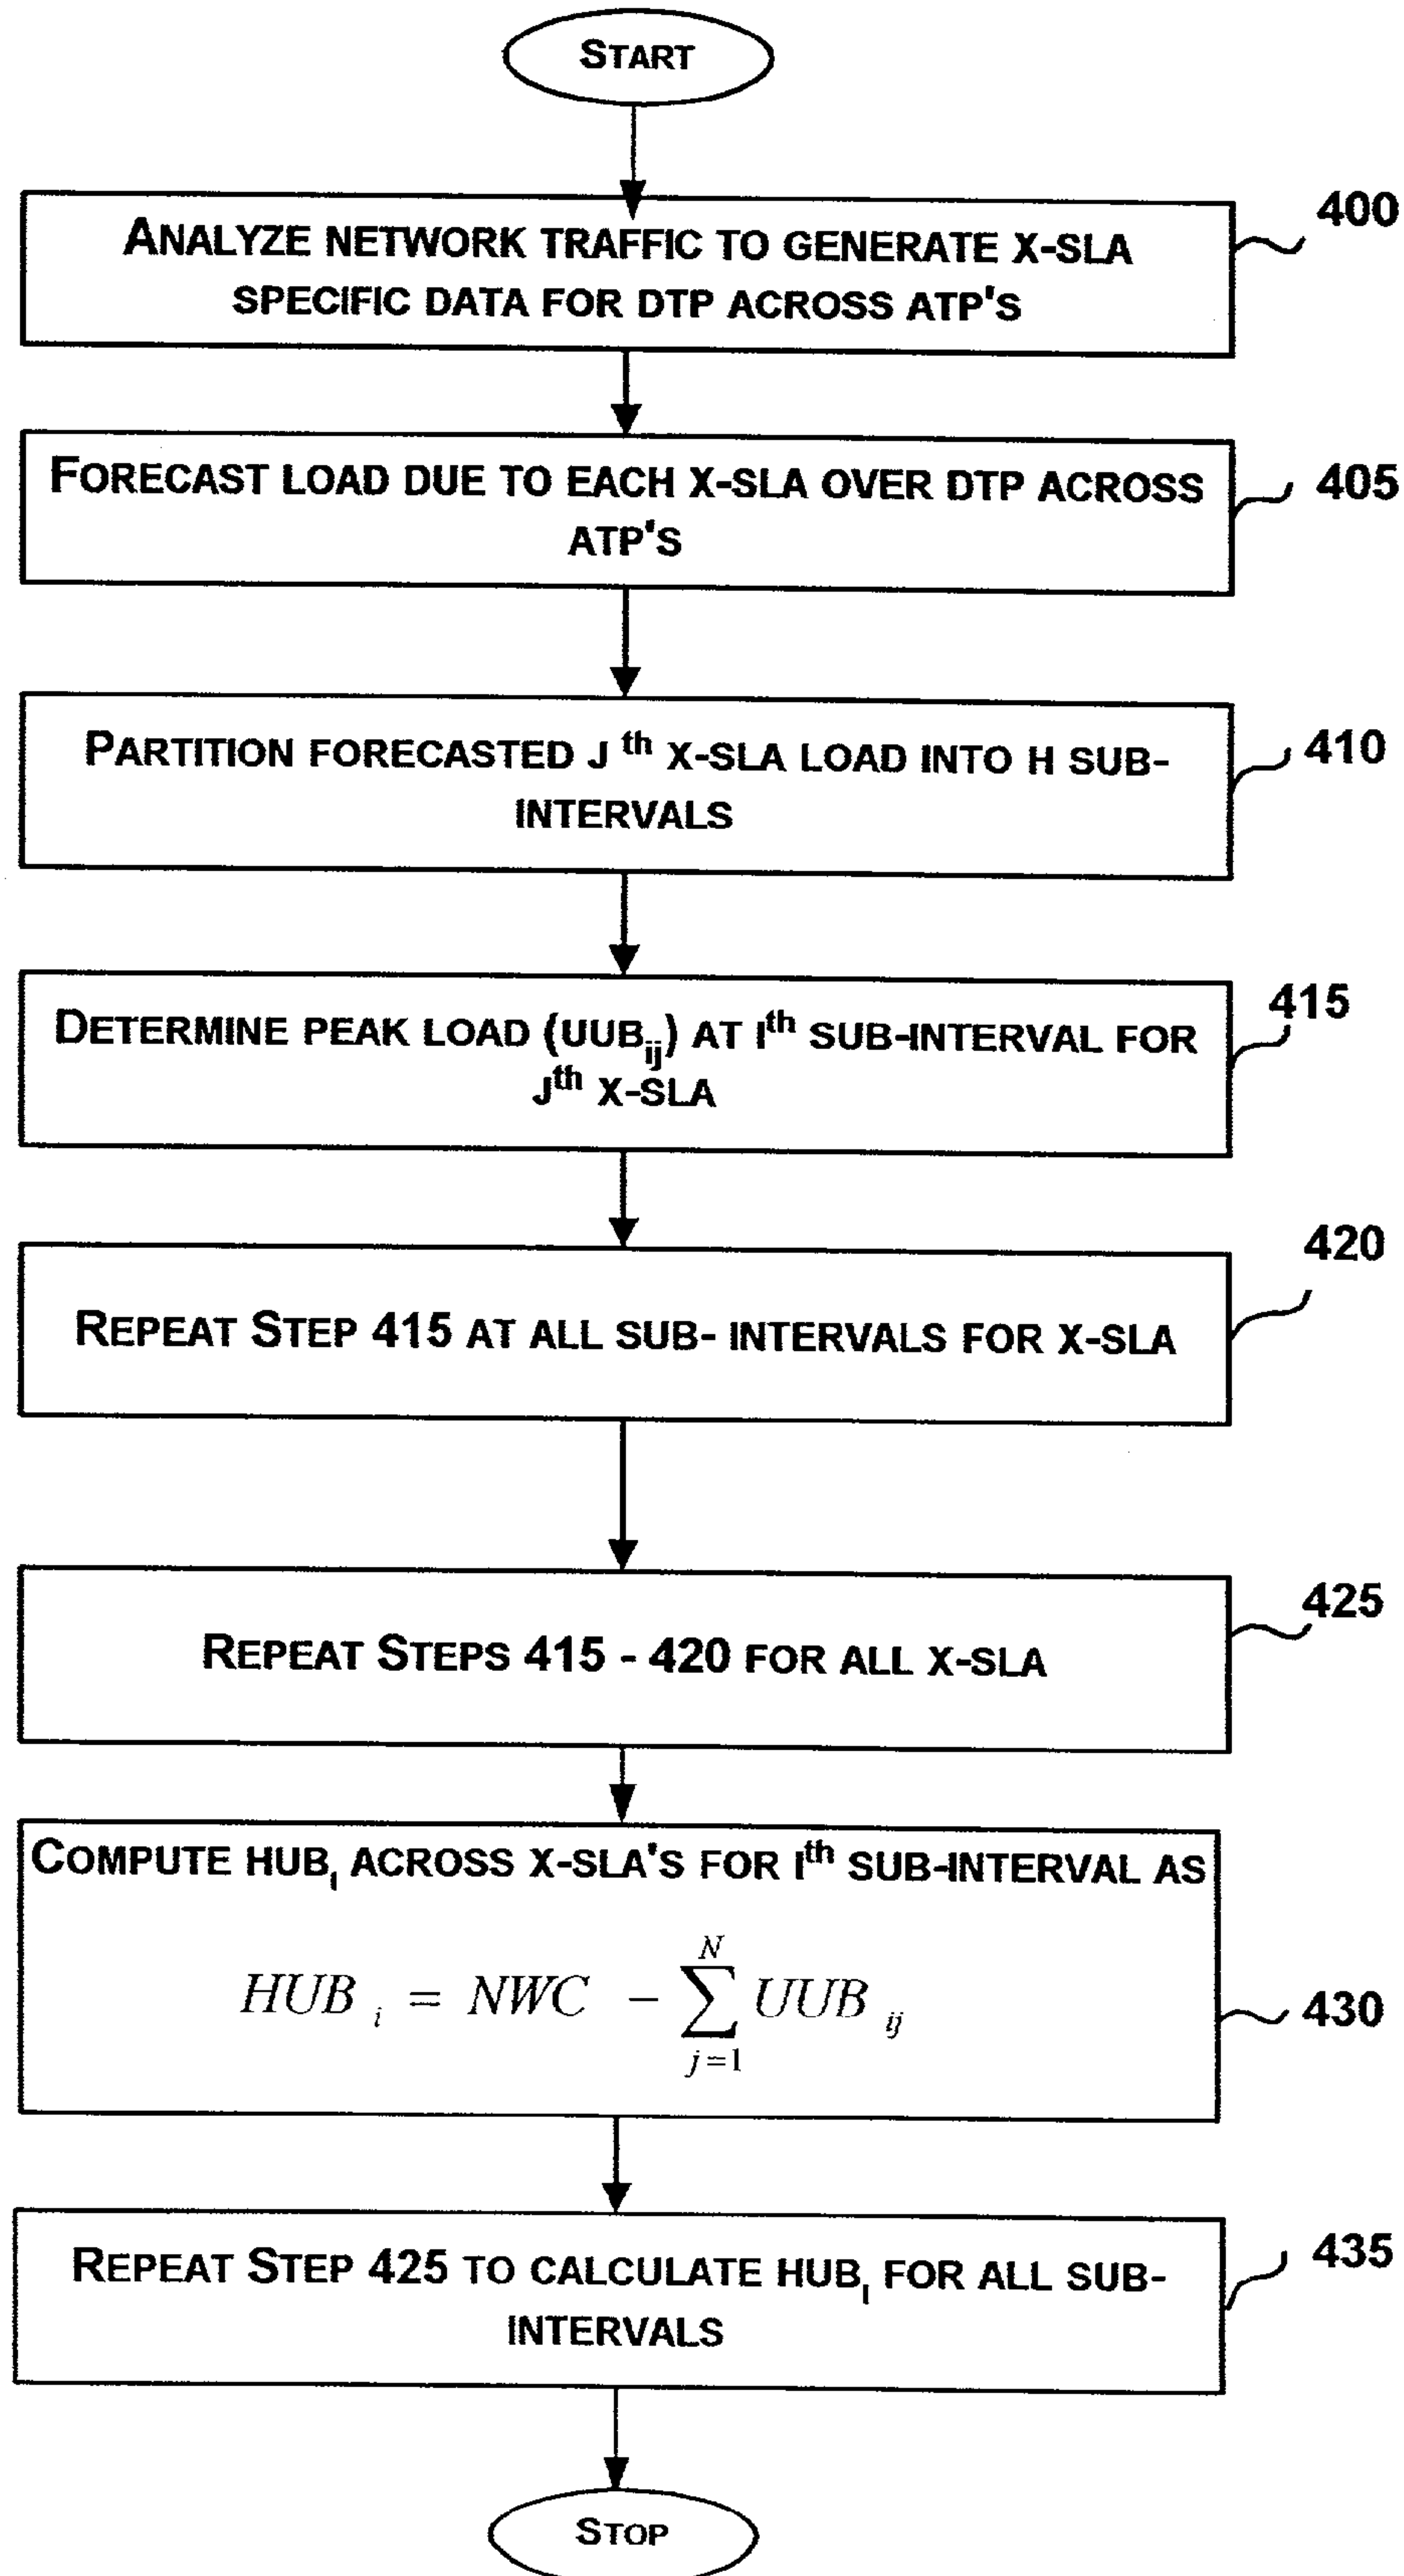 START
400
ANALYZE NETWORK TRAFFIC TO GENERATE X-SLA
SPECIFIC DATA FOR DTP ACROSS ATP'S
FORECAST LOAD DUE TO EACH X-SLA OVER DTP ACROSS
ATP'S
405
PARTITION FORECASTED J th X-SLA LOAD INTO H SUB-
INTERVALS
410
DETERMINE PEAK LOAD (UUBij) AT Ith SUB-INTERVAL FOR
Jth X-SLA
415
420
REPEAT STEP 415 AT ALL SUB- INTERVALS FOR X-SLA
425
REPEAT STEPS 415 - 420 FOR ALL X-SLA
COMPUTE HUBI ACROSS X-SLA'S FOR Ith SUB-INTERVAL AS
HUB i = NWC - ∑ j=1 N UUB ij
430
REPEAT STEP 425 TO CALCULATE HUBI FOR ALL SUB-
INTERVALS
435
STOP